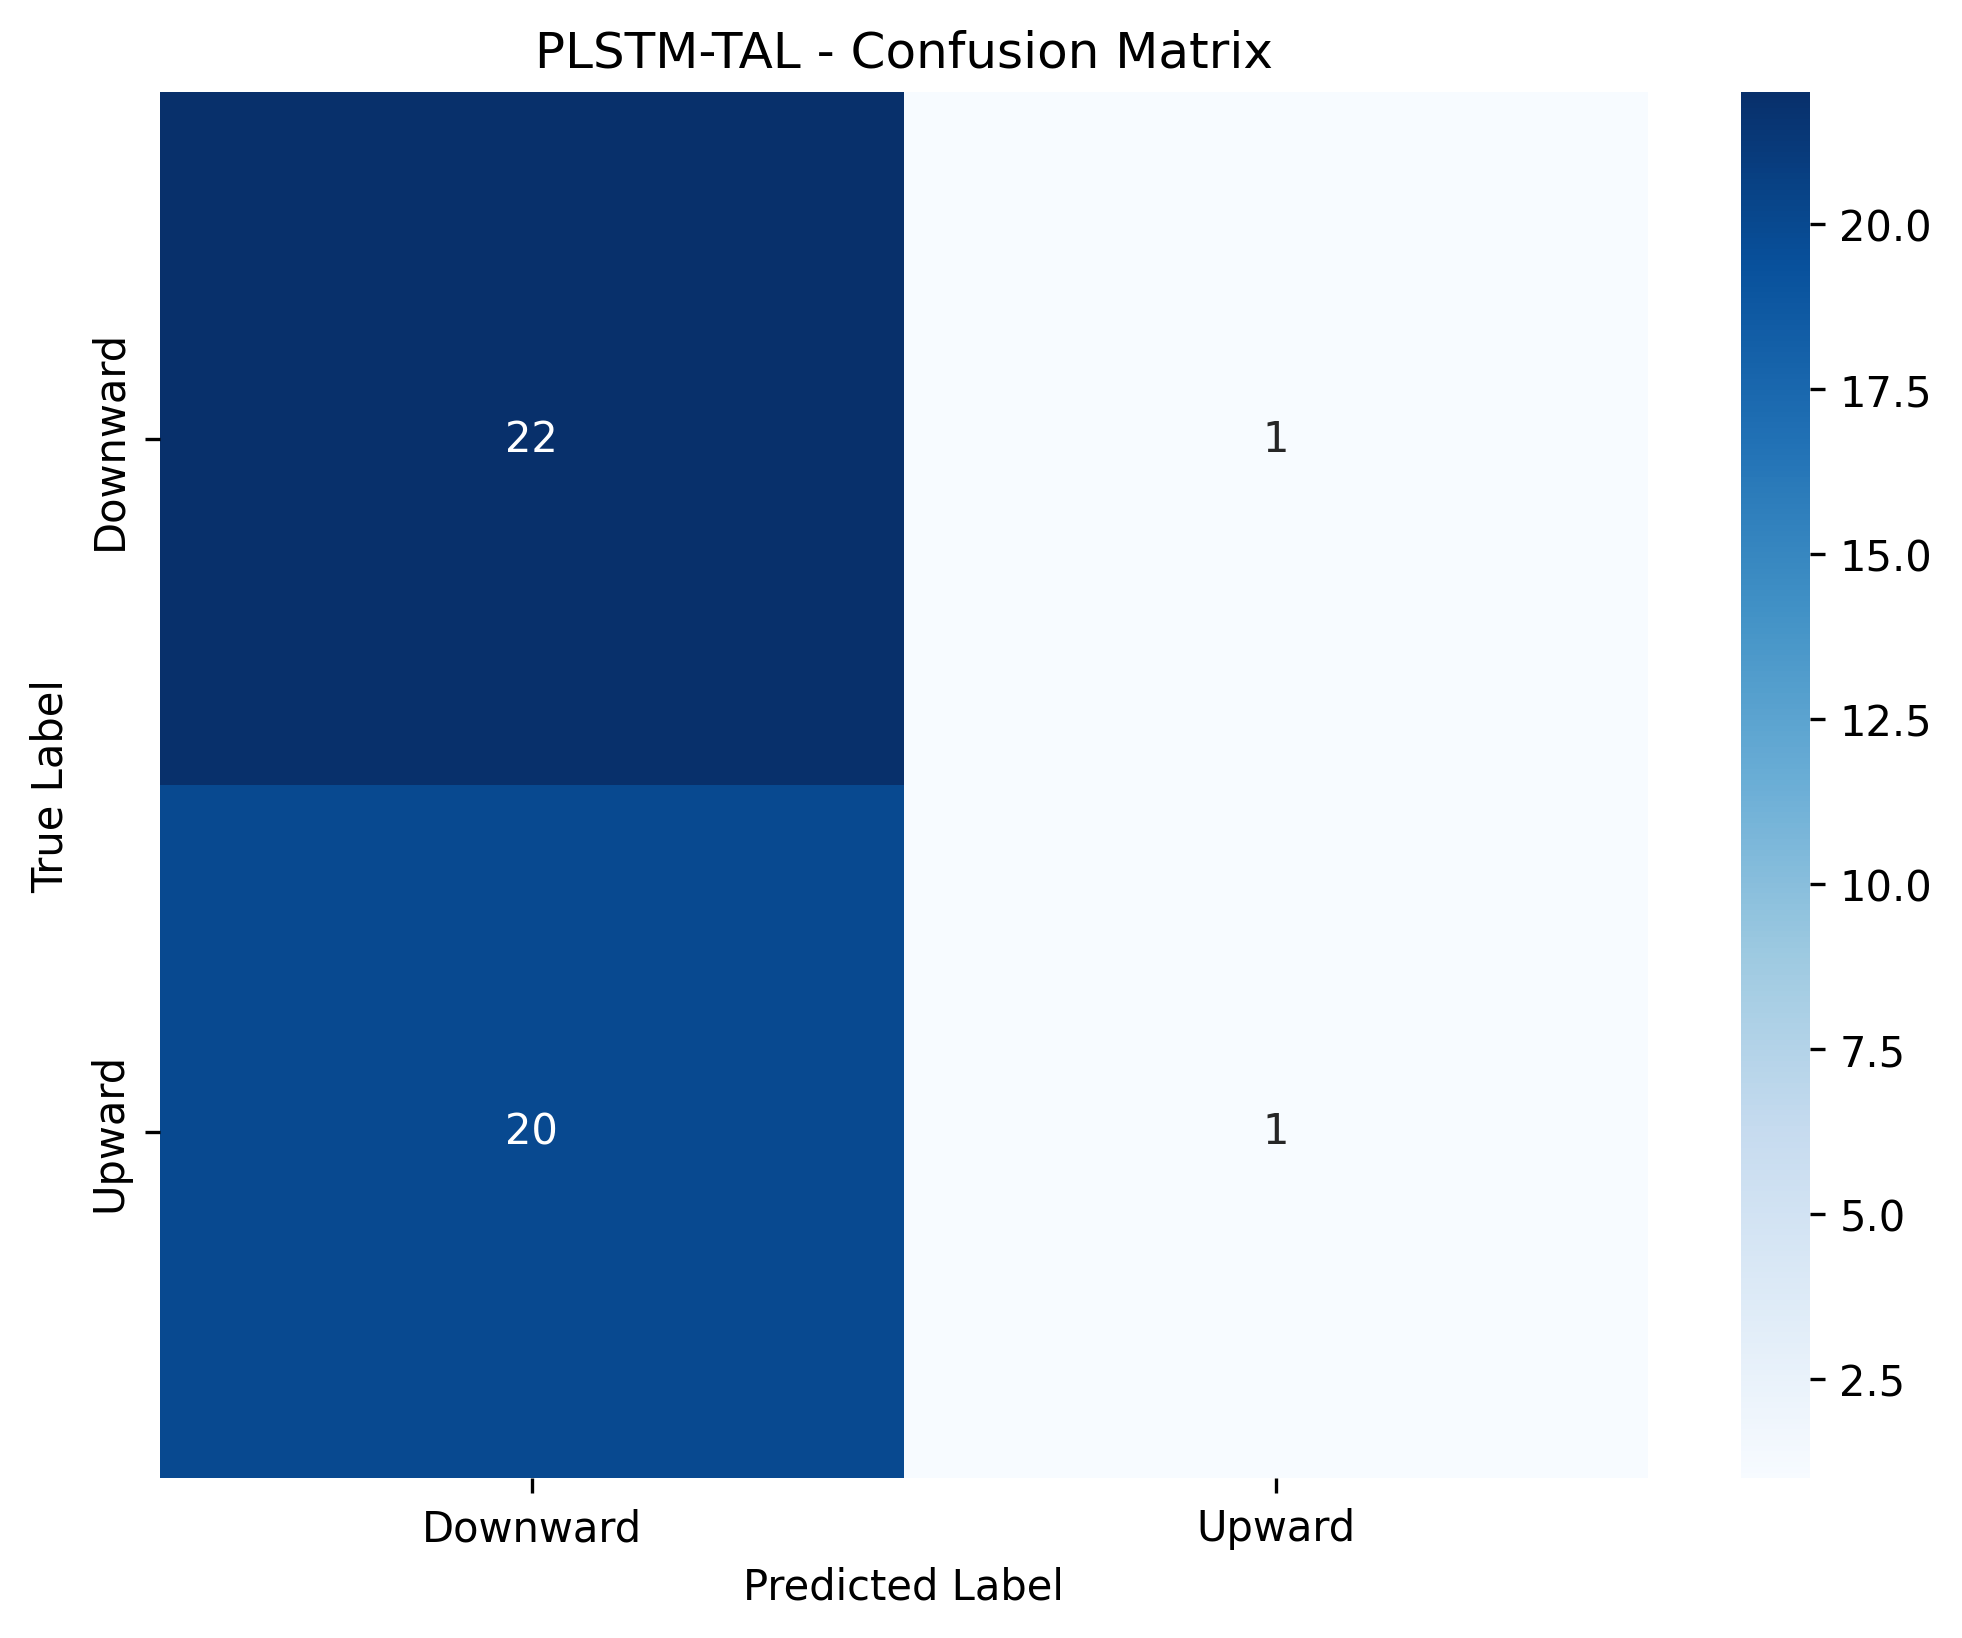 PLSTM-TAL - Confusion Matrix
True Label
Downward
22
1
Upward
20
1
Downward
Upward
Predicted Label
20.0
17.5
15.0
12.5
10.0
7.5
5.0
2.5